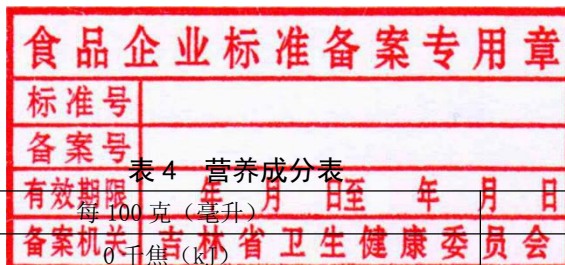 食品企业标准备案专用章
标准号
备案号
表 4 营养成分表
有效期限 年 月 日至 年 月 日
每 100 克（毫升）
备案机关 吉林省卫生健康委员会
0 千焦（kJ）